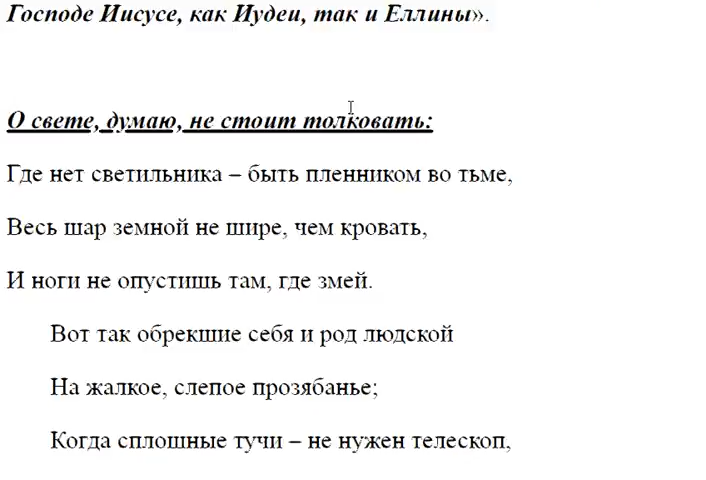 Господе Иисусе, как Иудеи, так и Еллины».
О свете, думаю, не стоит толковать:
Где нет светильника – быть пленником во тьме,
Весь шар земной не шире, чем кровать,
И ноги не опустишь там, где змей.
Вот так обрекшие себя и род людской
На жалкое, слепое прозябанье;
Когда сплошные тучи – не нужен телескоп,